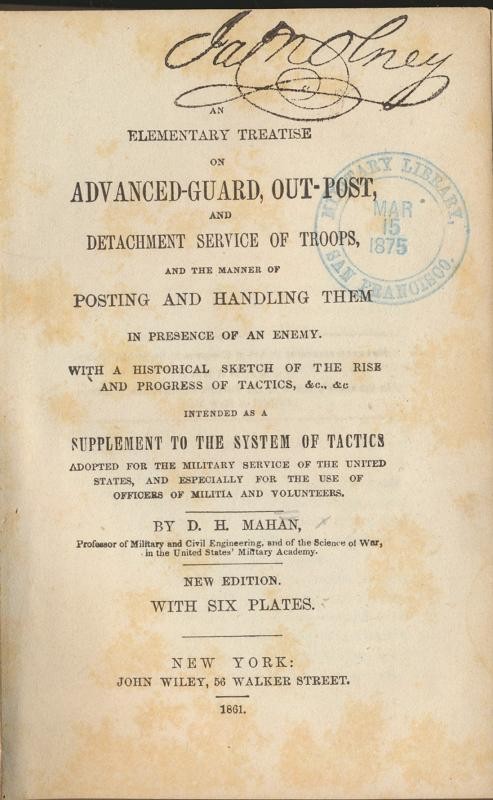 Jas N Olney
AN
ELEMENTARY TREATISE
ON
ADVANCED-GUARD, OUT-POST,
AND
DETACHMENT SERVICE OF TROOPS,
AND THE MANNER OF
POSTING AND HANDLING THEM
IN PRESENCE OF AN ENEMY.
WITH A HISTORICAL SKETCH OF THE RISE
AND PROGRESS OF TACTICS, &c., &c
INTENDED AS A
SUPPLEMENT TO THE SYSTEM OF TACTICS
ADOPTED FOR THE MILITARY SERVICE OF THE UNITED
STATES, AND ESPECIALLY FOR THE USE OF
OFFICERS OF MILITIA AND VOLUNTEERS.
BY D. H. MAHAN,
Professor of Military and Civil Engineering, and of the Science of War,
in the United States' Military Academy.
NEW EDITION.
WITH SIX PLATES.
NEW YORK:
JOHN WILEY, 56 WALKER STREET.
1861.
MILITARY LIBRARY,
MAR
15
1875
SAN FRANCISCO.